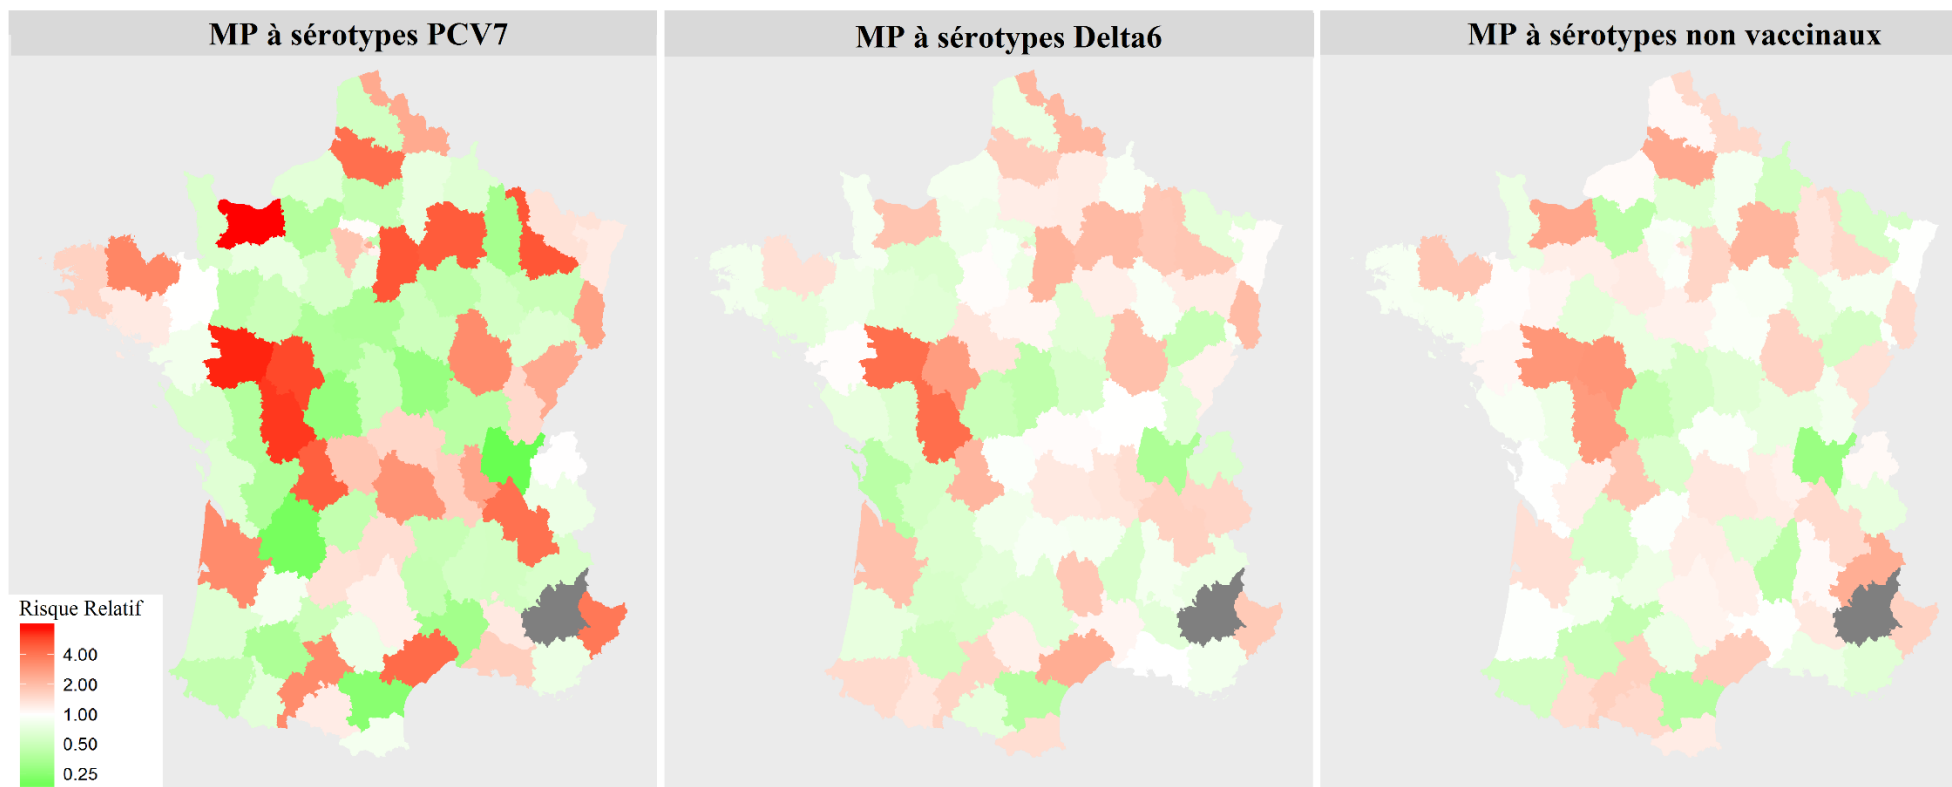 MP à sérotypes PCV7
MP à sérotypes Delta6
MP à sérotypes non vaccinaux
Risque Relatif
4.00
2.00
1.00
0.50
0.25